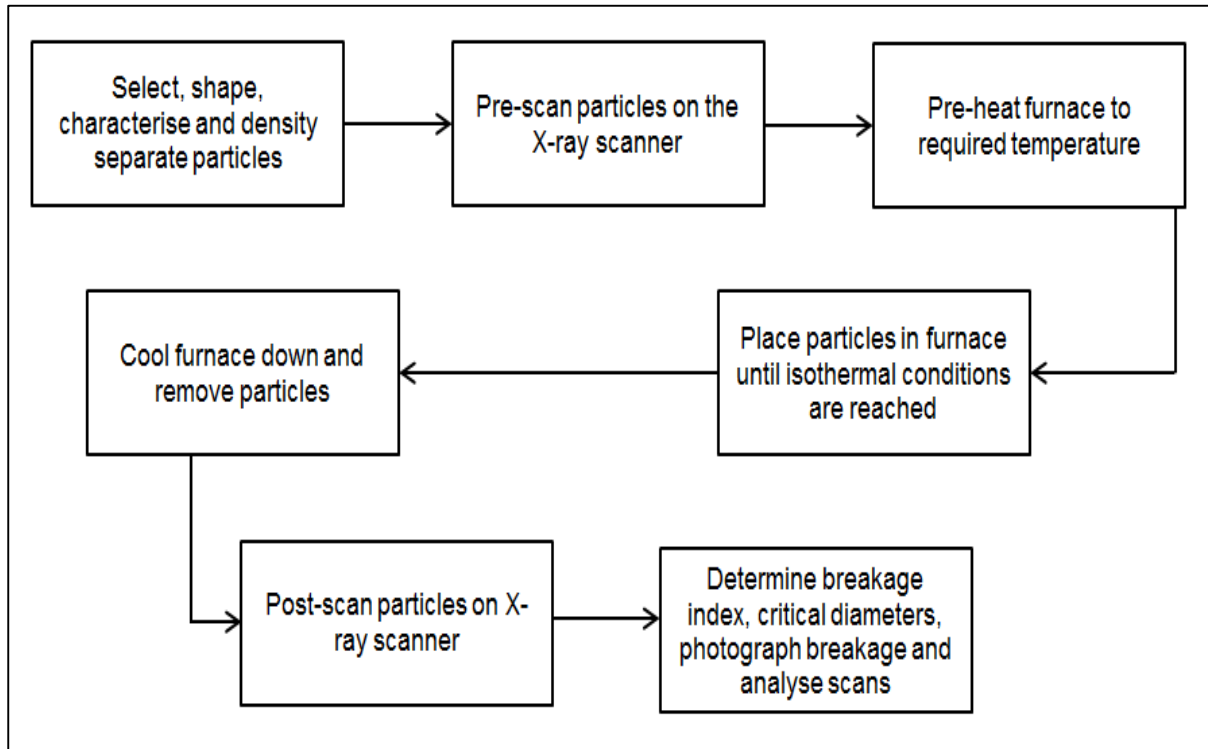 Select, shape,
characterise and density
separate particles
Pre-scan particles on the
X-ray scanner
Pre-heat furnace to
required temperature
Place particles in furnace
until isothermal conditions
are reached
Cool furnace down and
remove particles
Post-scan particles on X-
ray scanner
Determine breakage
index, critical diameters,
photograph breakage and
analyse scans